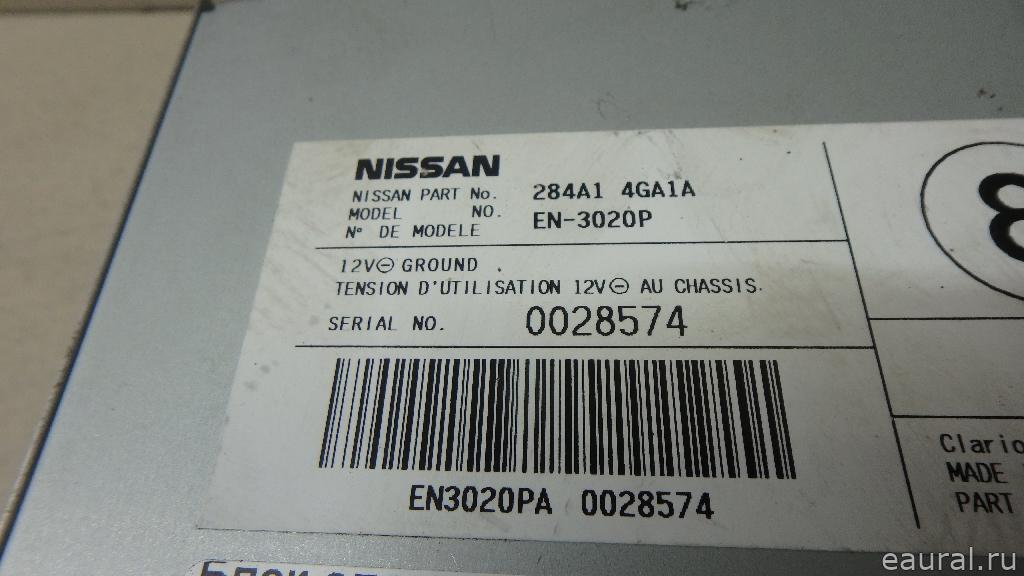 NISSAN
NISSAN PART No. 284A1 4GA1A
MODEL NO. EN-3020P
N° DE MODELE
12V⊖ GROUND .
TENSION D'UTILISATION 12V⊖ AU CHASSIS.
SERIAL NO. 0028574
EN3020PA 0028574
8
MADE
PART
Блок
eaural.ru